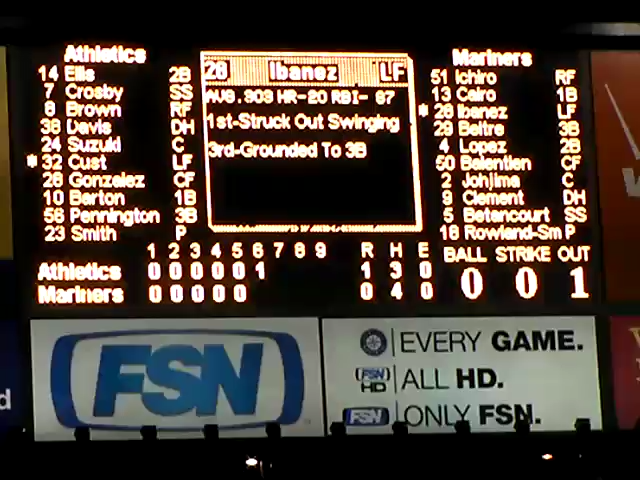 Athletics
14 Ellis 2B
7 Crosby SS
8 Brown RF
38 Davis DH
24 Suzuki C
* 32 Cust LF
28 Gonzalez CF
10 Barton 1B
56 Pennington 3B
23 Smith P
28 Ibanez LF
AVG.303 HR-20 RBI- 87
1st-Struck Out Swinging
3rd-Grounded To 3B
Mariners
51 Ichiro RF
13 Cairo 1B
* 28 Ibanez LF
29 Beltre 3B
4 Lopez 2B
50 Balentien CF
2 Johjima C
9 Clement DH
5 Betancourt SS
18 Rowland-Sm P
1 2 3 4 5 6 7 8 9 R H E
Athletics 0 0 0 0 0 1 1 3 0
Mariners 0 0 0 0 0 0 4 0
BALL STRIKE OUT
0 0 1
FSN
EVERY GAME.
FSN HD ALL HD.
FSN ONLY FSN.